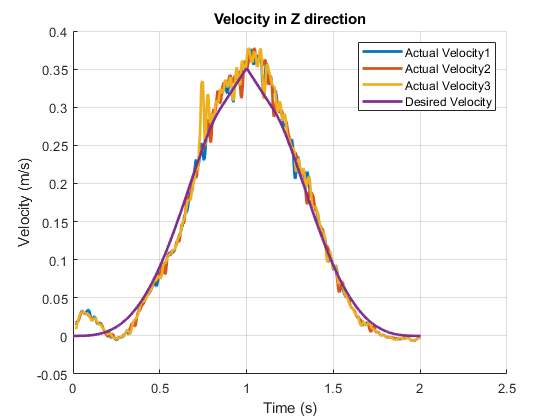 Velocity in Z direction
Actual Velocity1
Actual Velocity2
Actual Velocity3
Desired Velocity
Velocity (m/s)
0.4
0.35
0.3
0.25
0.2
0.15
0.1
0.05
0
-0.05
0 0.5 1 1.5 2 2.5
Time (s)